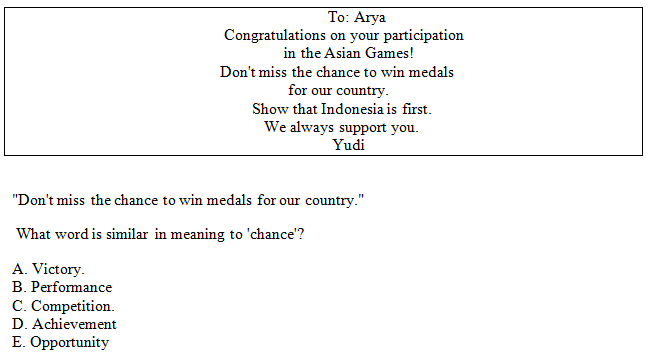 To: Arya
Congratulations on your participation
in the Asian Games!
Don't miss the chance to win medals
for our country.
Show that Indonesia is first.
We always support you.
Yudi
"Don't miss the chance to win medals for our country."
What word is similar in meaning to 'chance'?
A. Victory.
B. Performance
C. Competition.
D. Achievement
E. Opportunity